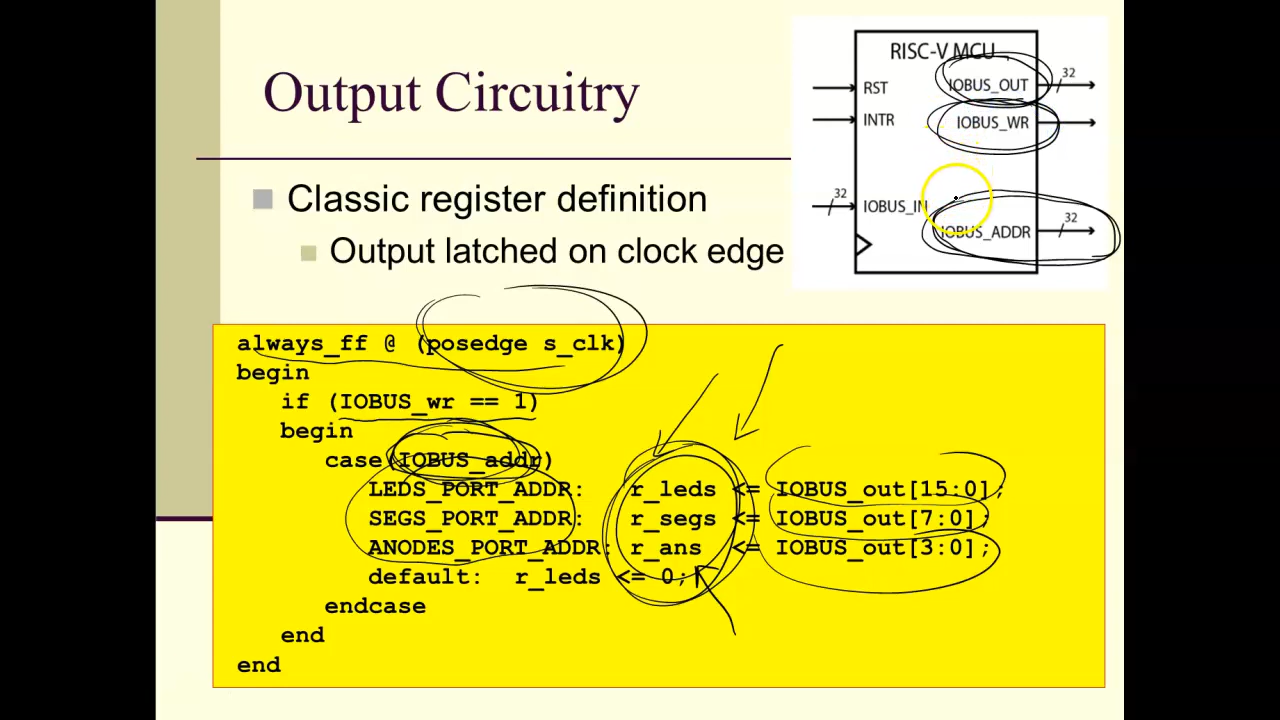 Output Circuitry
Classic register definition
Output latched on clock edge
RISC-V MCU
RST
INTR
32
IOBUS_IN
IOBUS_OUT
32
IOBUS_WR
32
IOBUS_ADDR
always_ff @ (posedge s_clk)
begin
if (IOBUS_wr == 1)
begin
case(IOBUS_addr)
LEDS_PORT_ADDR: r_leds <= IOBUS_out[15:0];
SEGS_PORT_ADDR: r_segs <= IOBUS_out[7:0];
ANODES_PORT_ADDR: r_ans <= IOBUS_out[3:0];
default: r_leds <= 0;
endcase
end
end